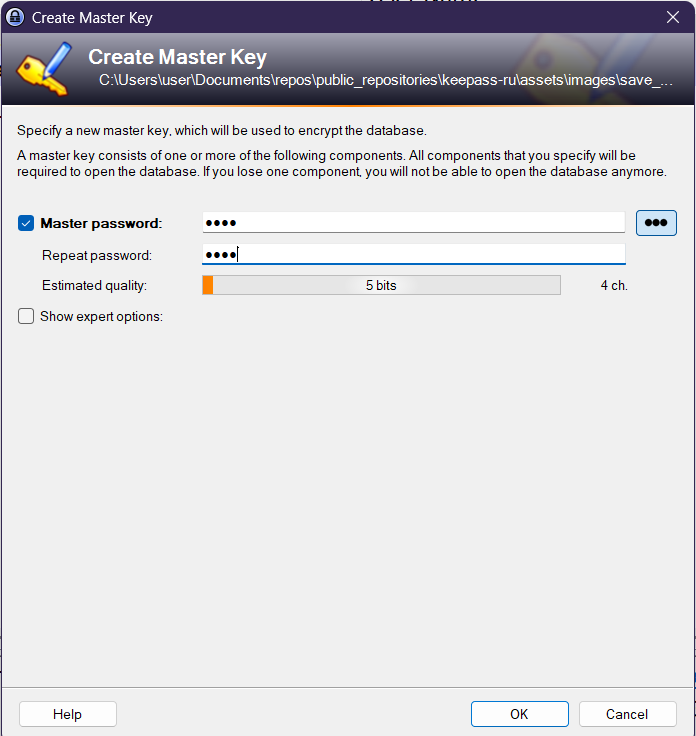 Create Master Key
Create Master Key
C:\Users\user\Documents\repos\public_repositories\keepass-ru\assets\images\save_...
Specify a new master key, which will be used to encrypt the database.
A master key consists of one or more of the following components. All components that you specify will be
required to open the database. If you lose one component, you will not be able to open the database anymore.
Master password: ●●●● ●●●
Repeat password: ●●●●
Estimated quality: 5 bits 4 ch.
Show expert options:
Help OK Cancel